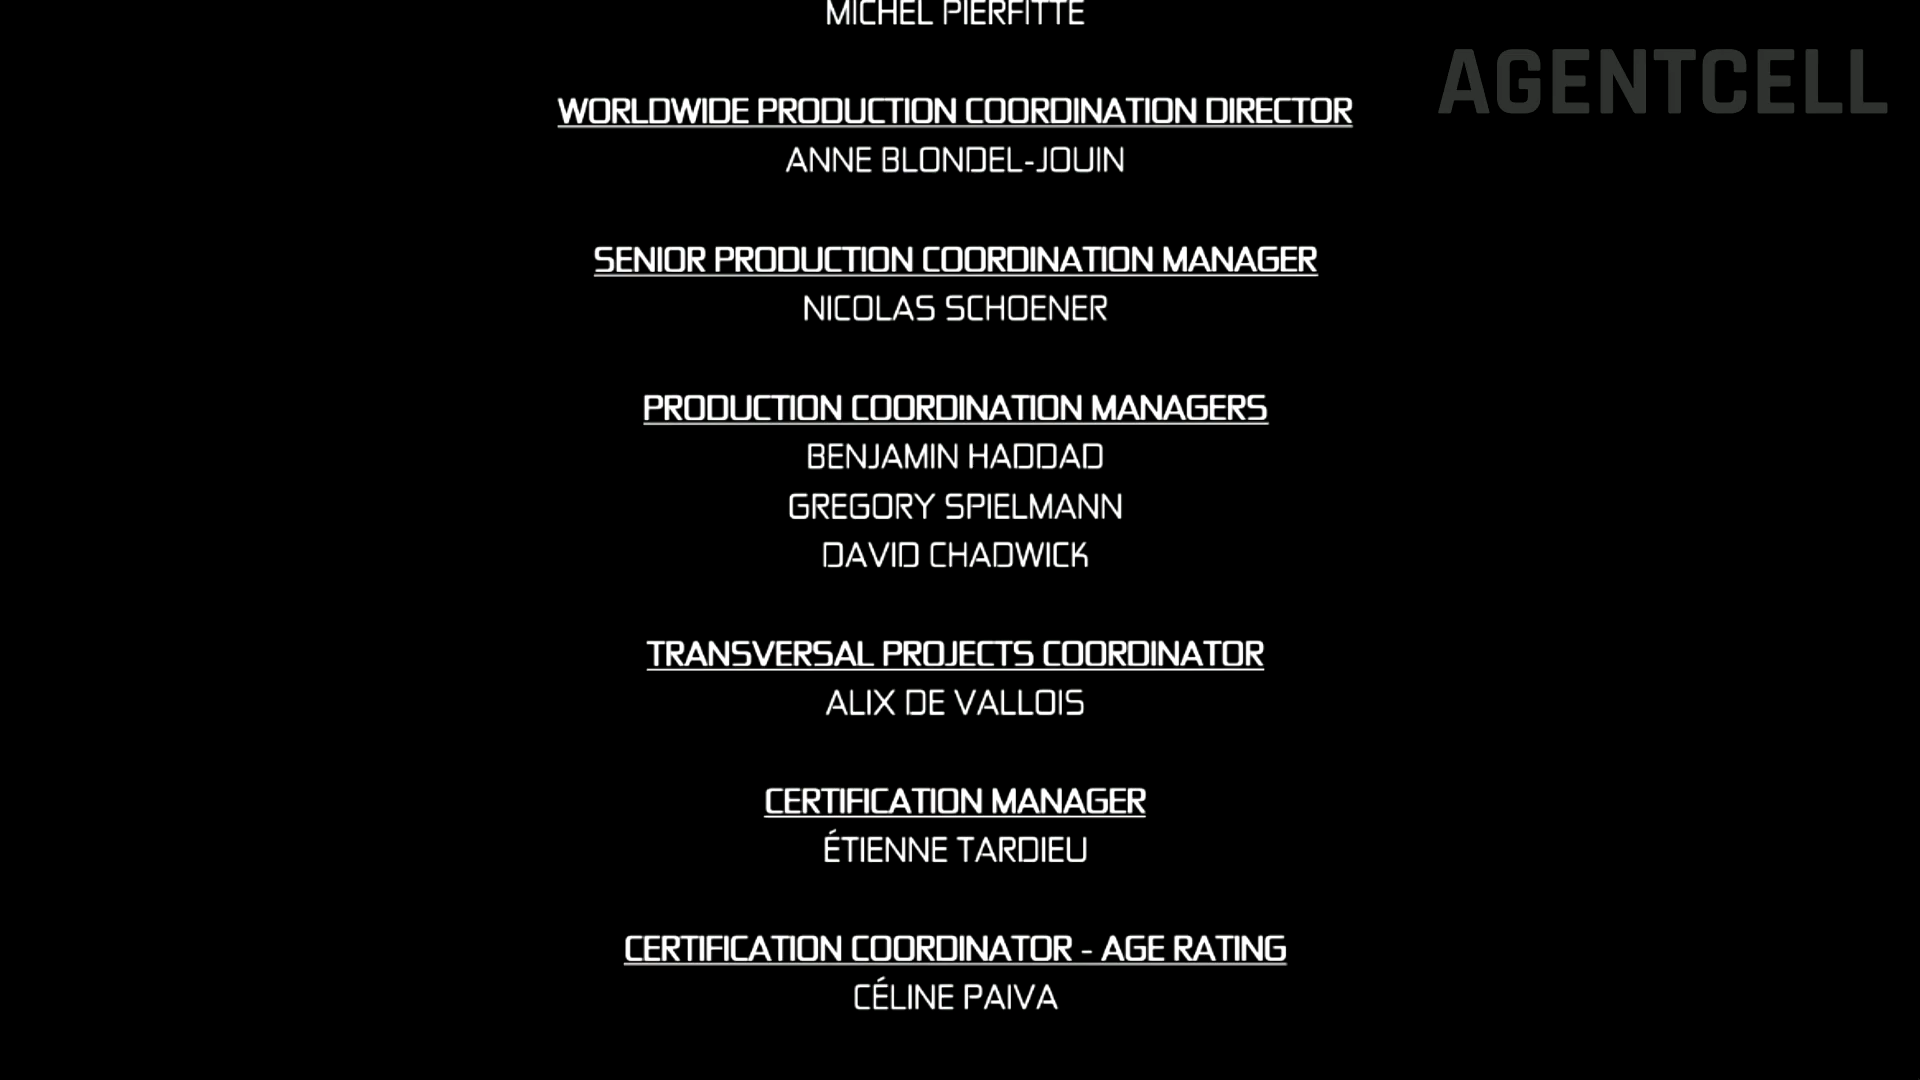 MICHEL PIERFITTE
AGENTCELL
WORLDWIDE PRODUCTION COORDINATION DIRECTOR
ANNE BLONDEL-JOUIN
SENIOR PRODUCTION COORDINATION MANAGER
NICOLAS SCHOENER
PRODUCTION COORDINATION MANAGERS
BENJAMIN HADDAD
GREGORY SPIELMANN
DAVID CHADWICK
TRANSVERSAL PROJECTS COORDINATOR
ALIX DE VALLOIS
CERTIFICATION MANAGER
ÉTIENNE TARDIEU
CERTIFICATION COORDINATOR - AGE RATING
CÉLINE PAIVA